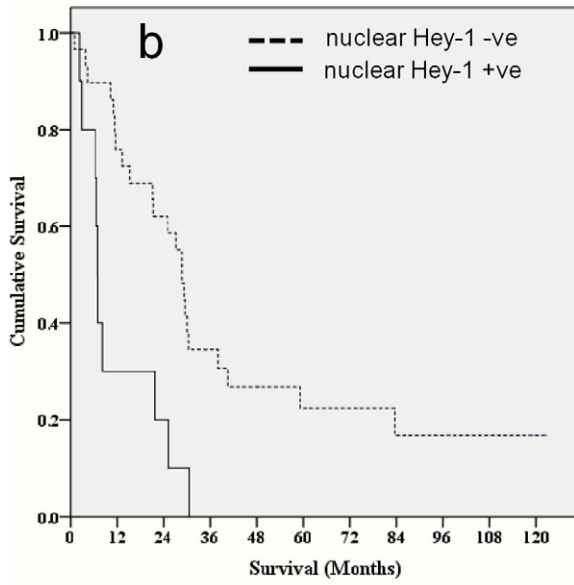 b
nuclear Hey-1 -ve
nuclear Hey-1 +ve
Cumulative Survival
1.0
0.8
0.6
0.4
0.2
0.0
0 12 24 36 48 60 72 84 96 108 120
Survival (Months)